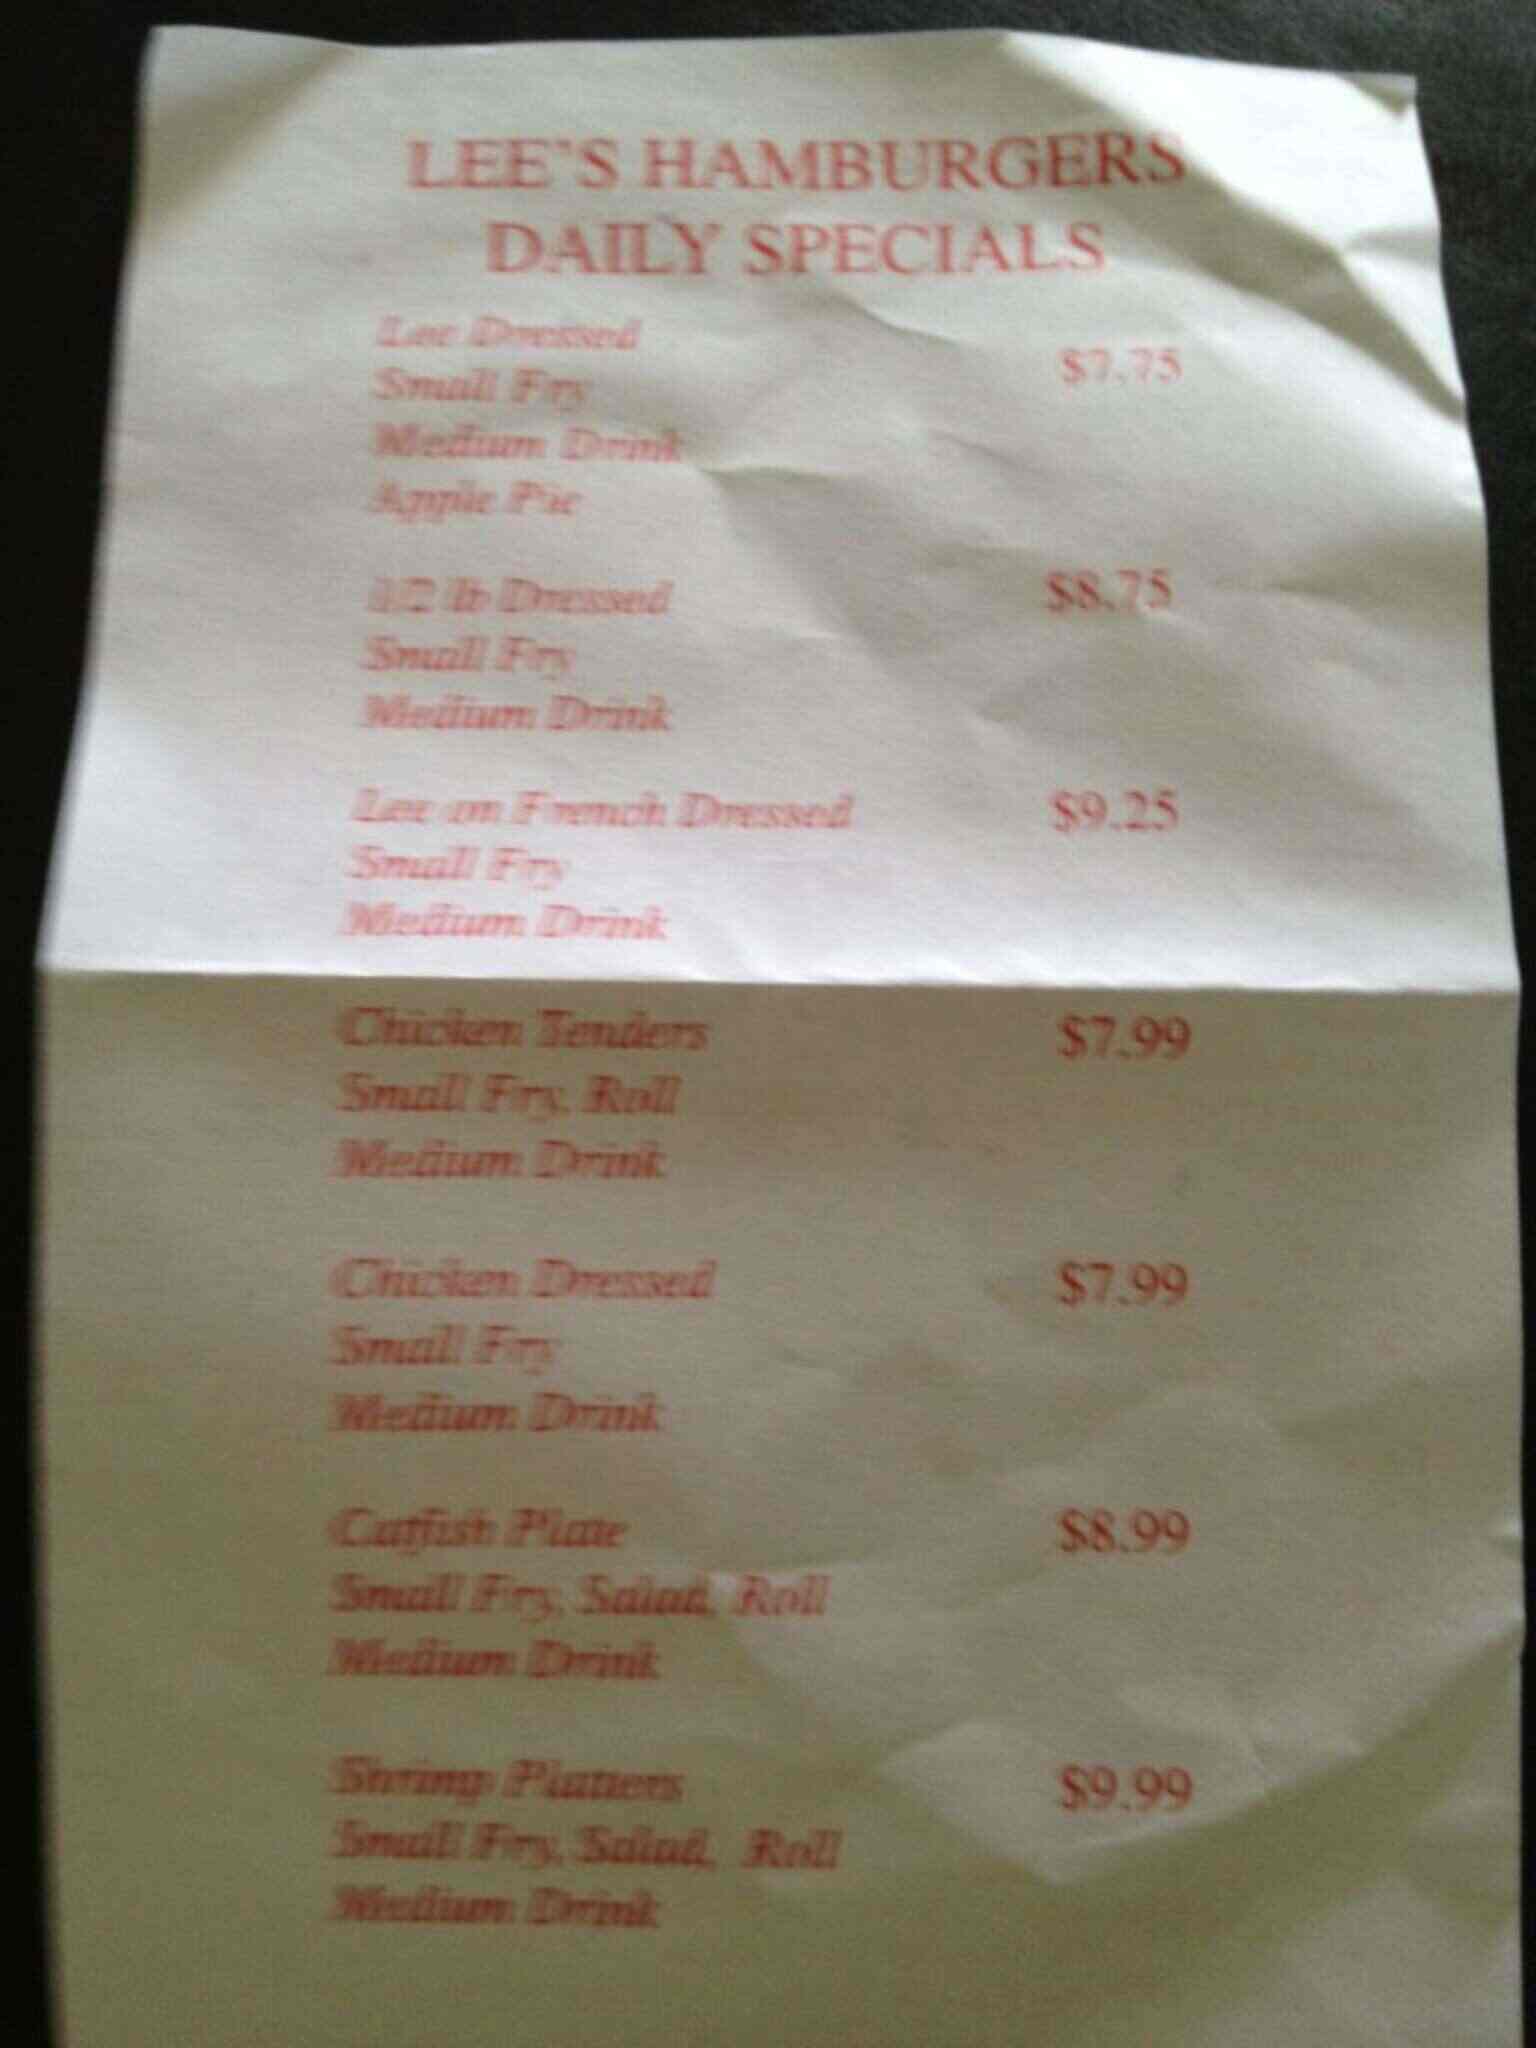 LEE'S HAMBURGERS
DAILY SPECIALS
Lee Dressed $7.75
Small Fry
Medium Drink
Apple Pie
1/2 lb Dressed $8.75
Small Fry
Medium Drink
Lee on French Dressed $9.25
Small Fry
Medium Drink
Chicken Tenders $7.99
Small Fry, Roll
Medium Drink
Chicken Dressed $7.99
Small Fry
Medium Drink
Catfish Plate $8.99
Small Fry, Salad, Roll
Medium Drink
Shrimp Platters $9.99
Small Fry, Salad, Roll
Medium Drink